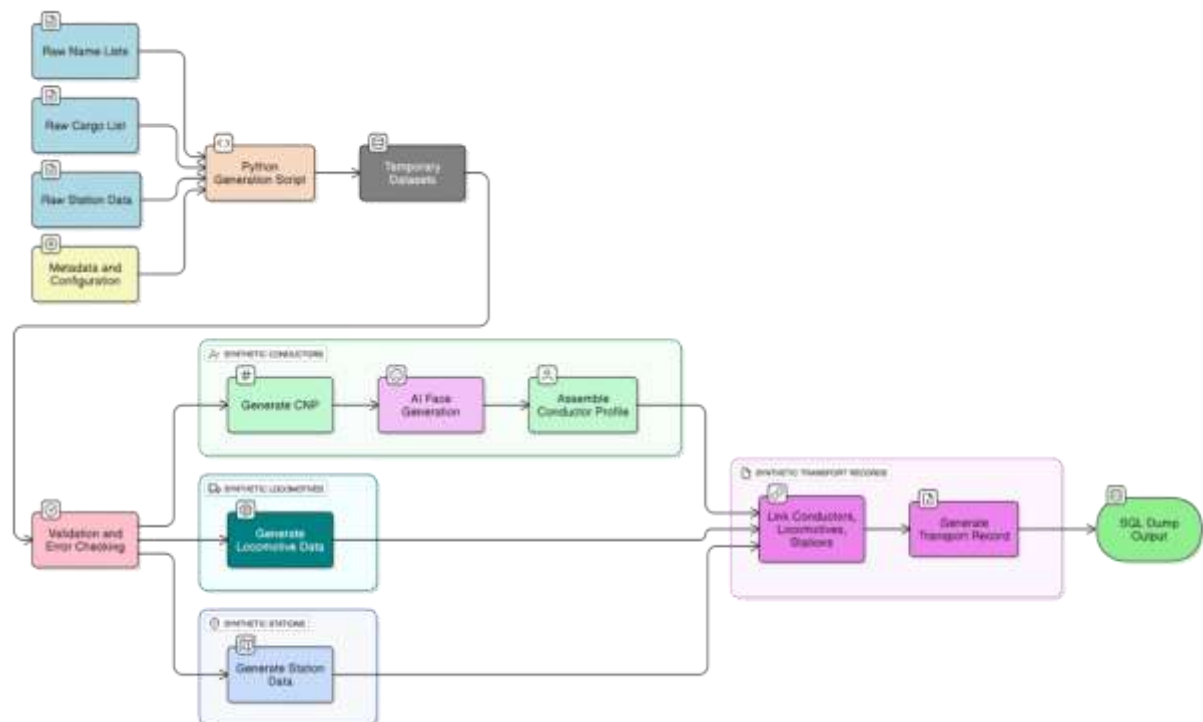 Raw Name Lists
Raw Cargo List
Raw Station Data
Metadata and
Configuration
Python
Generation Script
Temporary
Datasets
SYNTHETIC CONDUCTORS
Generate CNP
AI Face
Generation
Assemble
Conductor Profile
Validation and
Error Checking
SYNTHETIC LOCOMOTIVES
Generate
Locomotive Data
SYNTHETIC STATIONS
Generate Station
Data
SYNTHETIC TRANSPORT RECORDS
Link Conductors,
Locomotives,
Stations
Generate
Transport Record
SQL Dump
Output